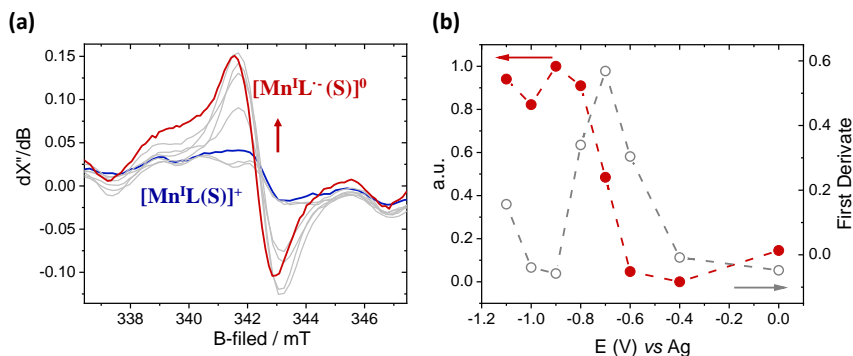 (a)
0.15
0.10
0.05
0.00
-0.05
-0.10
dX"/dB
[MnᴵL·⁻(S)]⁰
[MnᴵL(S)]⁺
338 340 342 344 346
B-filed / mT
(b)
1.0
0.8
0.6
0.4
0.2
0.0
a.u.
0.6
0.4
0.2
0.0
First Derivate
-1.2 -1.0 -0.8 -0.6 -0.4 -0.2 0.0
E (V) vs Ag